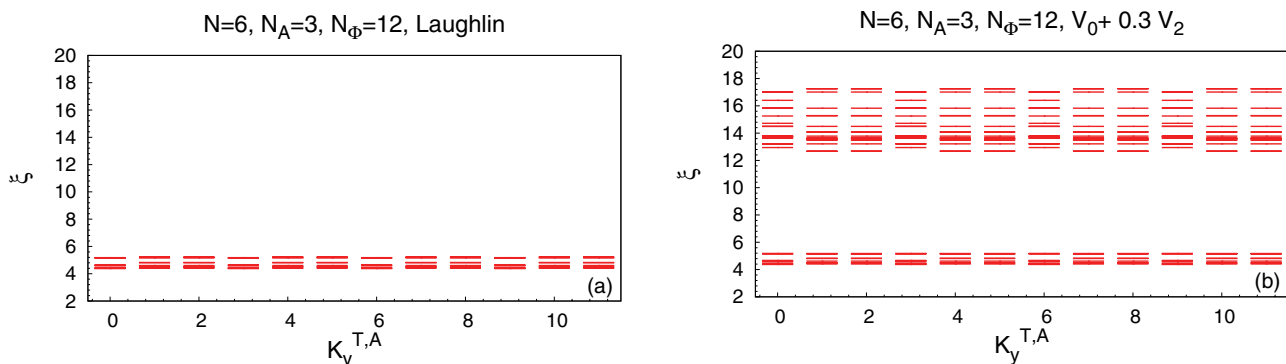 N=6, N_A=3, N_Φ=12, Laughlin
20
18
16
14
12
10
8
6
4
2
ξ
0 2 4 6 8 10
K_y^{T,A}
(a)
N=6, N_A=3, N_Φ=12, V_0+ 0.3 V_2
20
18
16
14
12
10
8
6
4
2
ξ
0 2 4 6 8 10
K_y^{T,A}
(b)